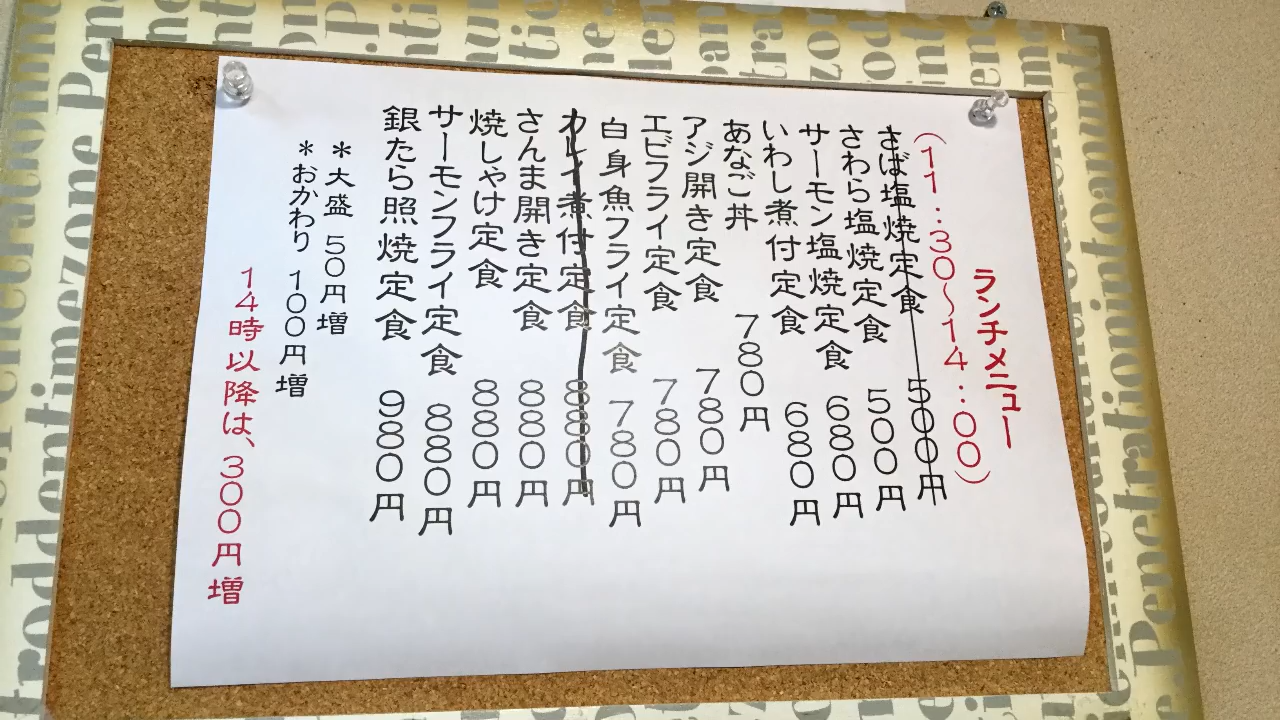 ランチメニュー
(11:30〜14:00)
さば塩焼定食 500円
さわら塩焼定食 500円
サーモン塩焼定食 680円
いわし煮付定食 680円
あなご丼 780円
アジ開き定食 780円
エビフライ定食 780円
白身魚フライ定食 780円
カレイ煮付定食 880円
さんま開き定食 880円
焼しゃけ定食 880円
サーモンフライ定食 880円
銀たら照焼定食 980円
*大盛 50円増
*おかわり 100円増
14時以降は、300円増